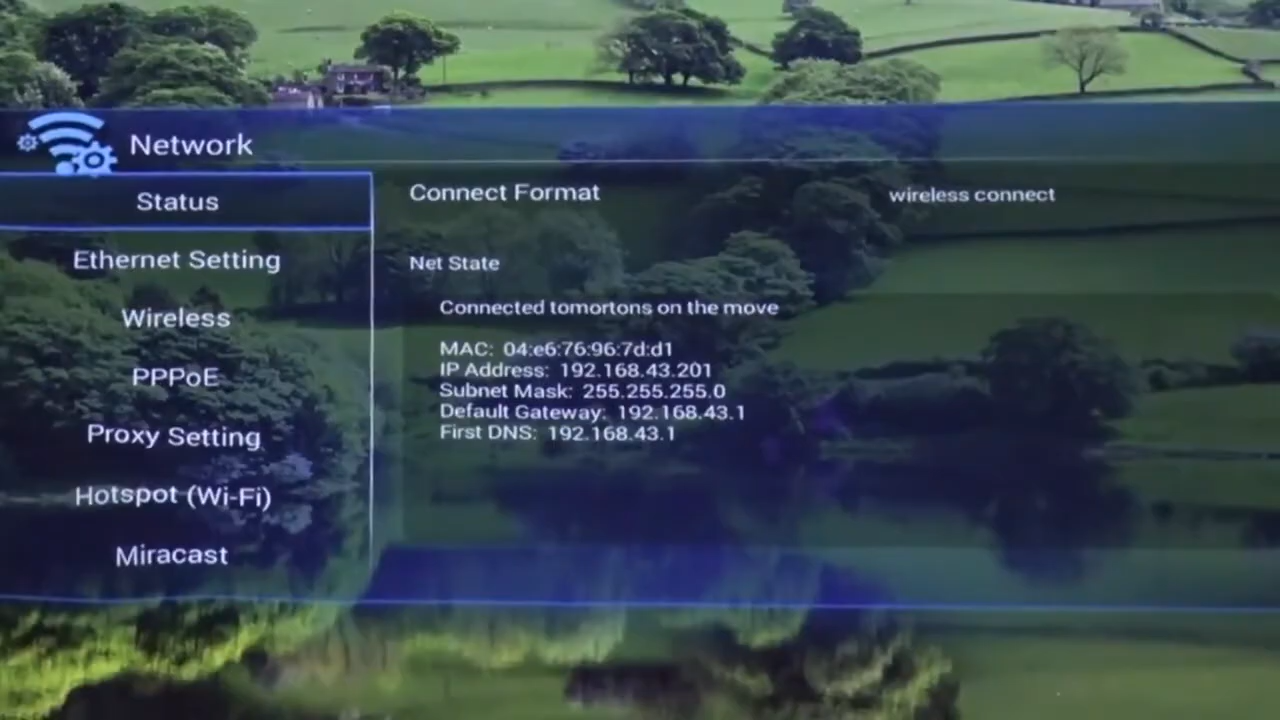 Network
Status
Ethernet Setting
Wireless
PPPoE
Proxy Setting
Hotspot (Wi-Fi)
Miracast
Connect Format
wireless connect
Net State
Connected tomortons on the move
MAC: 04:e6:76:96:7d:d1
IP Address: 192.168.43.201
Subnet Mask: 255.255.255.0
Default Gateway: 192.168.43.1
First DNS: 192.168.43.1